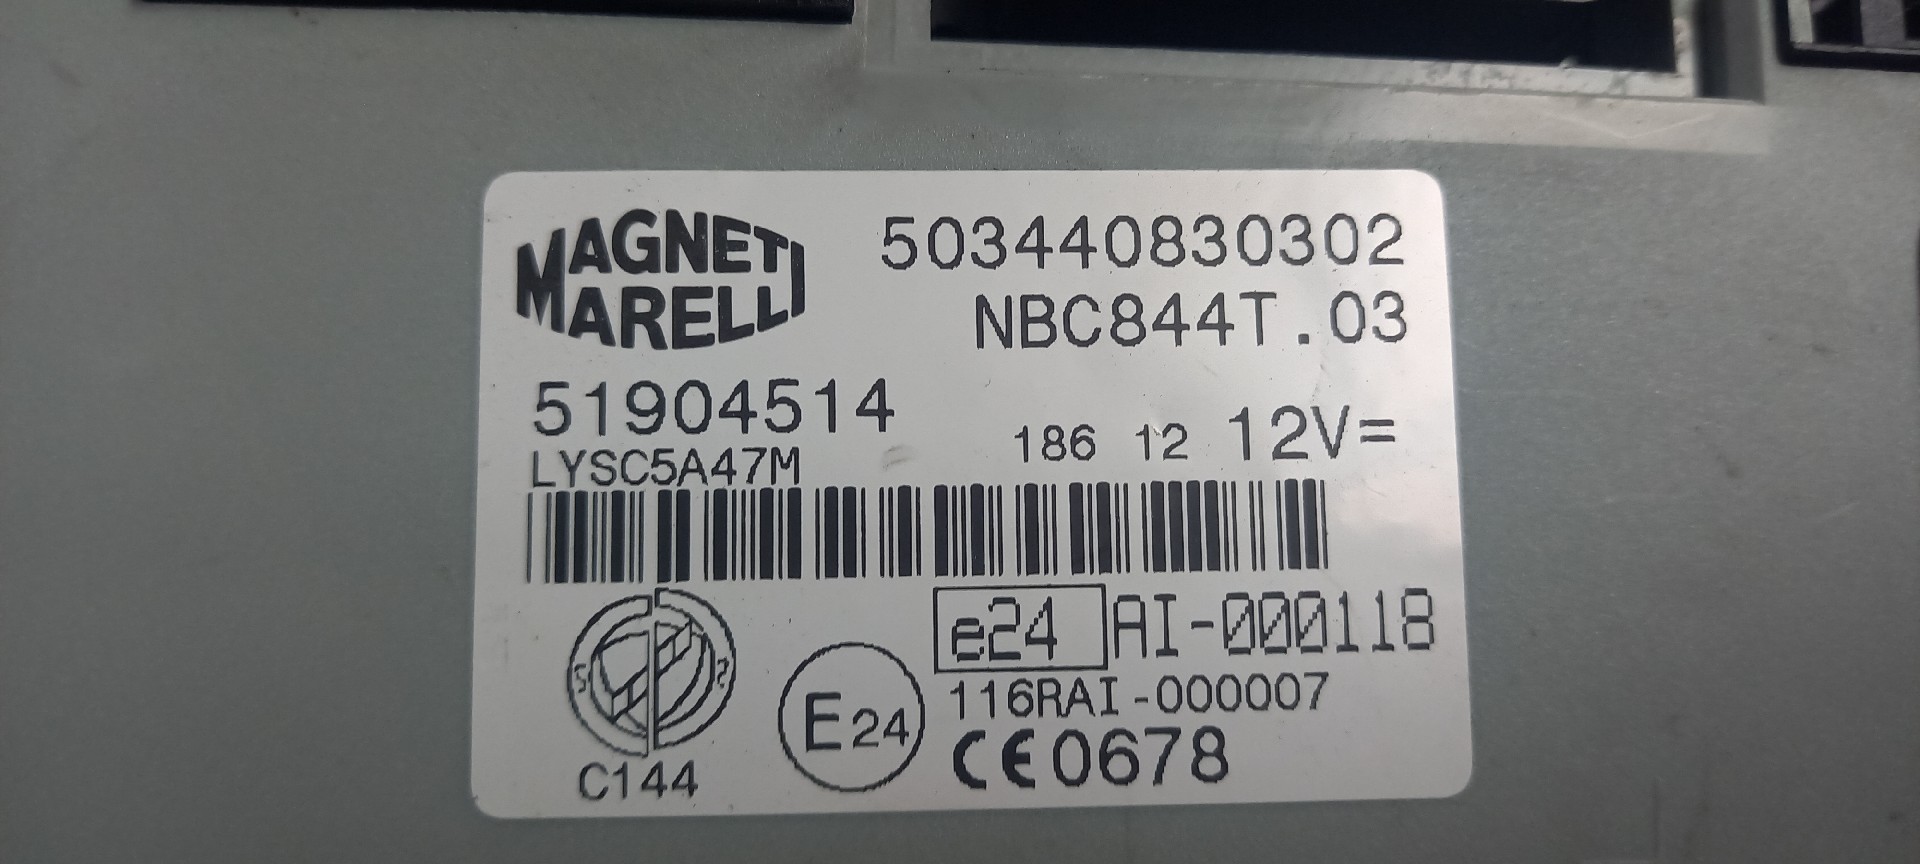 MAGNETI
MARELLI
503440830302
NBC844T.03
51904514
186 12 12V=
LYSC5A47M
e24 AI-000118
116RAI-000007
E24
CE0678
C144